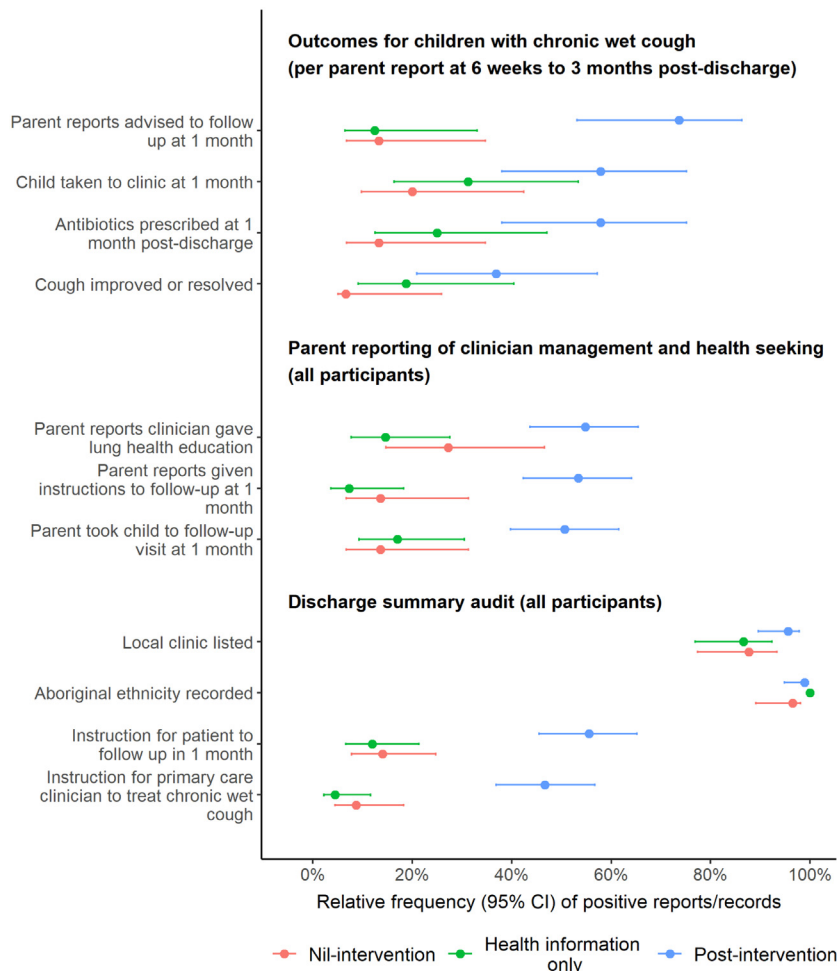 Outcomes for children with chronic wet cough
(per parent report at 6 weeks to 3 months post-discharge)
Parent reports advised to follow
up at 1 month
Child taken to clinic at 1 month
Antibiotics prescribed at 1
month post-discharge
Cough improved or resolved
Parent reporting of clinician management and health seeking
(all participants)
Parent reports clinician gave
lung health education
Parent reports given
instructions to follow-up at 1
month
Parent took child to follow-up
visit at 1 month
Discharge summary audit (all participants)
Local clinic listed
Aboriginal ethnicity recorded
Instruction for patient to
follow up in 1 month
Instruction for primary care
clinician to treat chronic wet
cough
0% 20% 40% 60% 80% 100%
Relative frequency (95% CI) of positive reports/records
Nil-intervention Health information Post-intervention
only